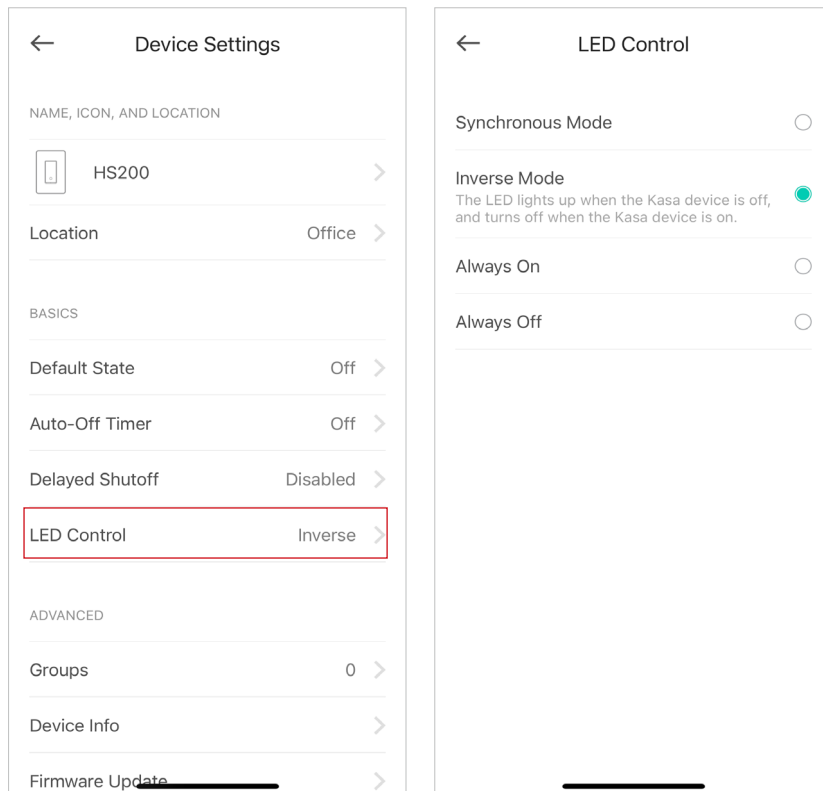 Device Settings
NAME, ICON, AND LOCATION
HS200
Location Office
BASICS
Default State Off
Auto-Off Timer Off
Delayed Shutoff Disabled
LED Control Inverse
ADVANCED
Groups 0
Device Info
Firmware Update
LED Control
Synchronous Mode
Inverse Mode
The LED lights up when the Kasa device is off,
and turns off when the Kasa device is on.
Always On
Always Off